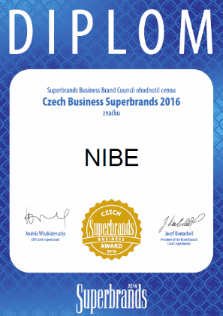 DIPLOM
Superbrands Business Brand Council ohodnotil cenou
Czech Business Superbrands 2016
značku
NIBE
CZECH
Superbrands
BUSINESS
AWARD
2016
2016
Superbrands